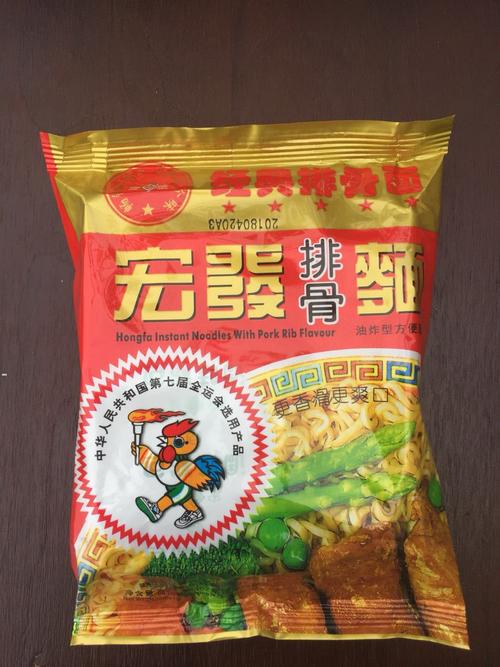 经典排骨面
20180420A3
宏發排骨麵
Hongfa Instant Noodles With Pork Rib Flavour
油炸型方便
更香滑更爽口
中华人民共和国第七届全运会选用产品